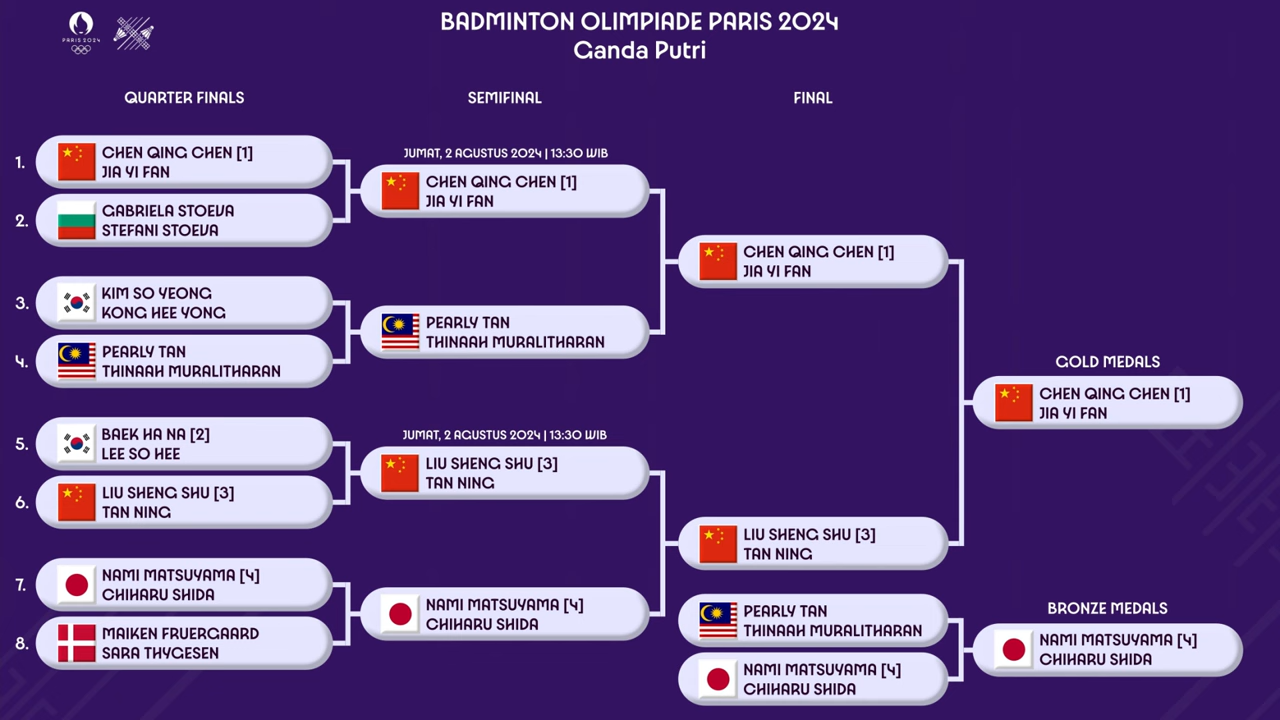 PARIS 2024
BADMINTON OLIMPIADE PARIS 2024
Ganda Putri
QUARTER FINALS
SEMIFINAL
FINAL
1.
CHEN QING CHEN [1]
JIA YI FAN
2.
GABRIELA STOEVA
STEFANI STOEVA
3.
KIM SO YEONG
KONG HEE YONG
4.
PEARLY TAN
THINAAH MURALITHARAN
5.
BAEK HA NA [2]
LEE SO HEE
6.
LIU SHENG SHU [3]
TAN NING
7.
NAMI MATSUYAMA [4]
CHIHARU SHIDA
8.
MAIKEN FRUERGAARD
SARA THYGESEN
JUMAT, 2 AGUSTUS 2024 | 13:30 WIB
CHEN QING CHEN [1]
JIA YI FAN
PEARLY TAN
THINAAH MURALITHARAN
JUMAT, 2 AGUSTUS 2024 | 13:30 WIB
LIU SHENG SHU [3]
TAN NING
NAMI MATSUYAMA [4]
CHIHARU SHIDA
CHEN QING CHEN [1]
JIA YI FAN
LIU SHENG SHU [3]
TAN NING
PEARLY TAN
THINAAH MURALITHARAN
NAMI MATSUYAMA [4]
CHIHARU SHIDA
GOLD MEDALS
CHEN QING CHEN [1]
JIA YI FAN
BRONZE MEDALS
NAMI MATSUYAMA [4]
CHIHARU SHIDA